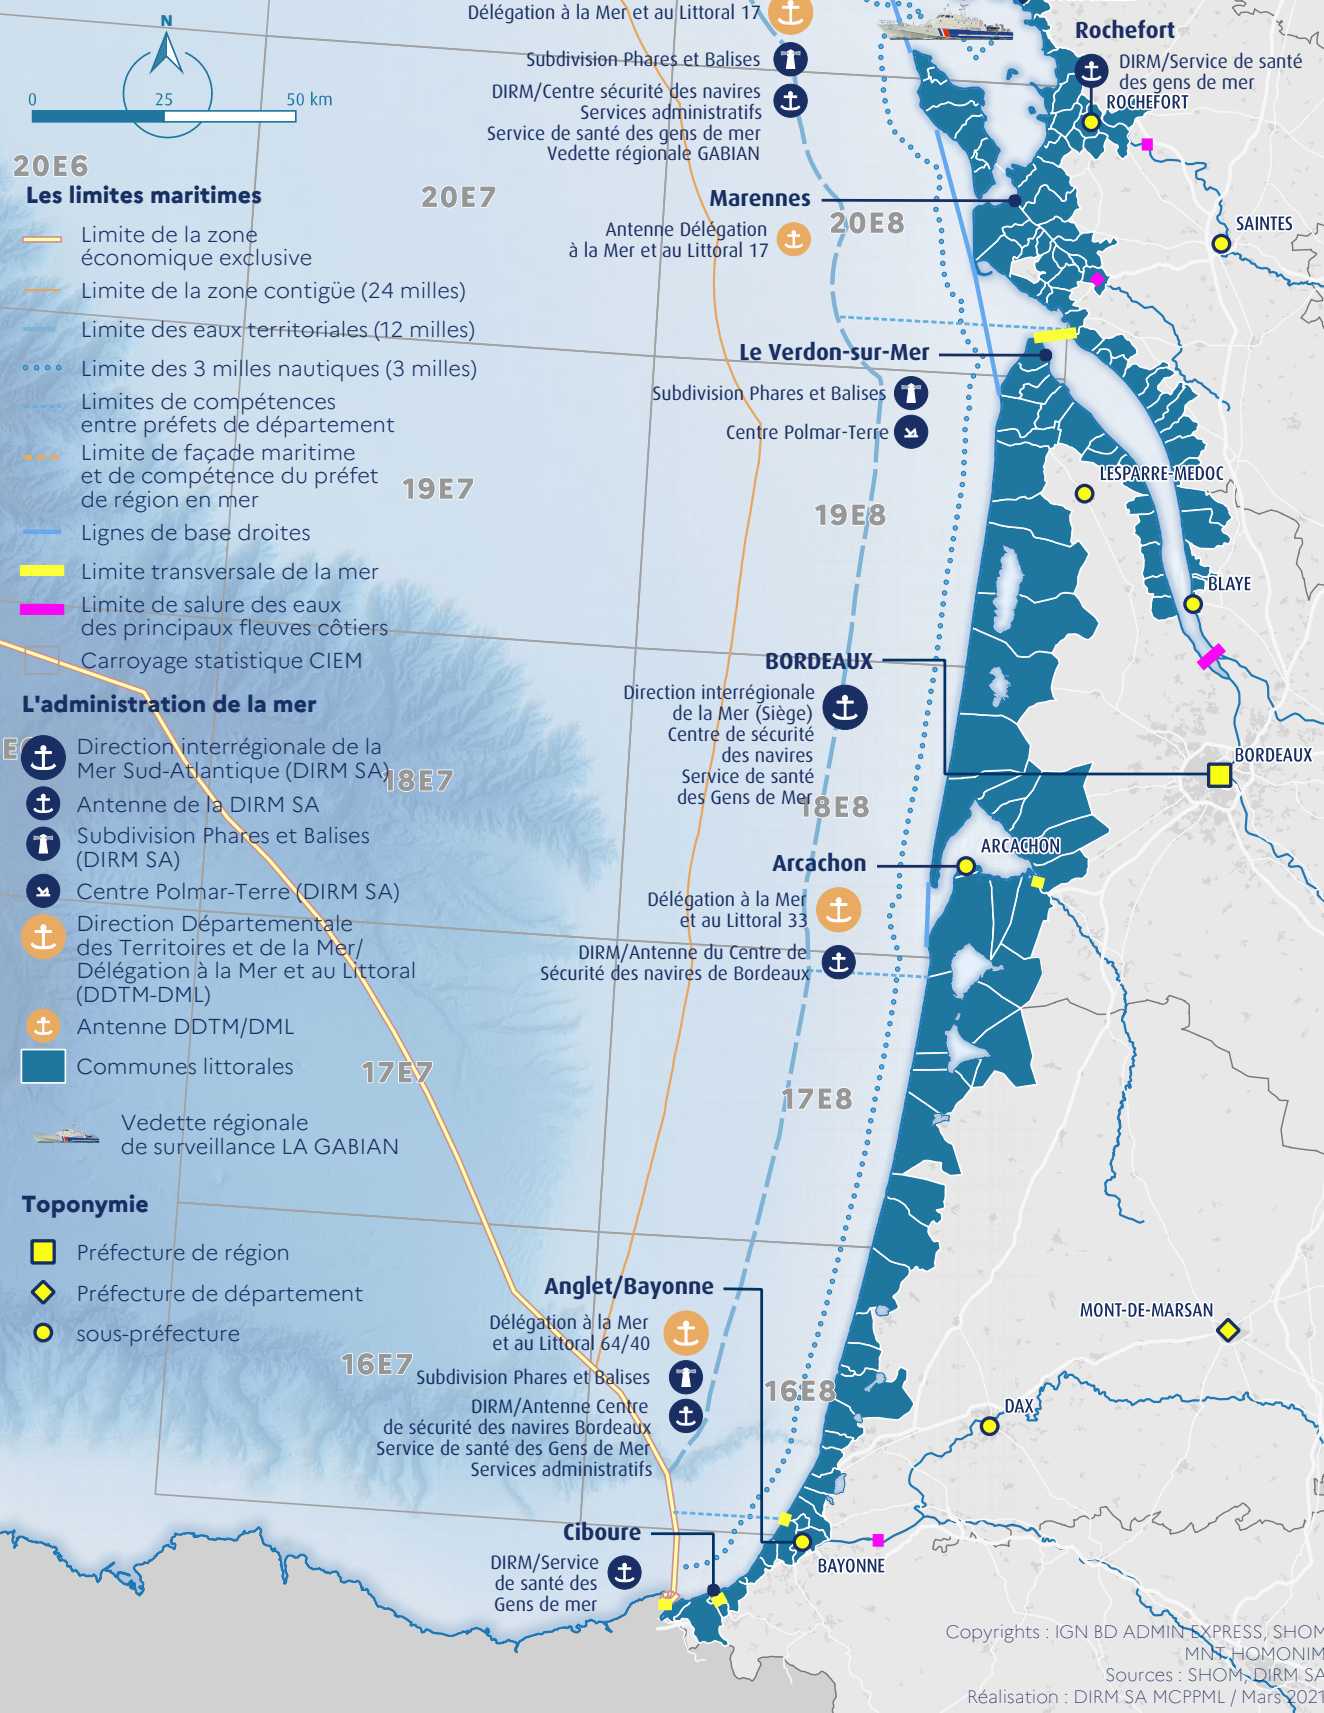 Délégation à la Mer et au Littoral 17
Subdivision Phares et Balises
DIRM/Centre sécurité des navires
Services administratifs
Service de santé des gens de mer
Vedette régionale GABIAN
Rochefort
DIRM/Service de santé
des gens de mer
ROCHEFORT
N
0 25 50 km
20E6
20E7
20E8
Marennes
Antenne Délégation
à la Mer et au Littoral 17
SAINTES
Les limites maritimes
Limite de la zone
économique exclusive
Limite de la zone contigüe (24 milles)
Limite des eaux territoriales (12 milles)
Limite des 3 milles nautiques (3 milles)
Limites de compétences
entre préfets de département
Limite de façade maritime
et de compétence du préfet
de région en mer
Lignes de base droites
Limite transversale de la mer
Limite de salure des eaux
des principaux fleuves côtiers
Carroyage statistique CIEM
Le Verdon-sur-Mer
Subdivision Phares et Balises
Centre Polmar-Terre
LESPARRE-MEDOC
19E7
19E8
BLAYE
BORDEAUX
Direction interrégionale
de la Mer (Siège)
Centre de sécurité
des navires
Service de santé
des Gens de Mer
BORDEAUX
L'administration de la mer
Direction interrégionale de la
Mer Sud-Atlantique (DIRM SA)
Antenne de la DIRM SA
Subdivision Phares et Balises
(DIRM SA)
Centre Polmar-Terre (DIRM SA)
Direction Départementale
des Territoires et de la Mer/
Délégation à la Mer et au Littoral
(DDTM-DML)
Antenne DDTM/DML
Communes littorales
Vedette régionale
de surveillance LA GABIAN
18E7
18E8
ARCACHON
Arcachon
Délégation à la Mer
et au Littoral 33
DIRM/Antenne du Centre de
Sécurité des navires de Bordeaux
17E7
17E8
Toponymie
Préfecture de région
Préfecture de département
sous-préfecture
Anglet/Bayonne
Délégation à la Mer
et au Littoral 64/40
Subdivision Phares et Balises
DIRM/Antenne Centre
de sécurité des navires Bordeaux
Service de santé des Gens de Mer
Services administratifs
MONT-DE-MARSAN
16E7
16E8
DAX
Ciboure
DIRM/Service
de santé des
Gens de mer
BAYONNE
Copyrights : IGN BD ADMIN EXPRESS, SHOM
MNT HOMONIM
Sources : SHOM, DIRM SA
Réalisation : DIRM SA MCPPML / Mars 2021